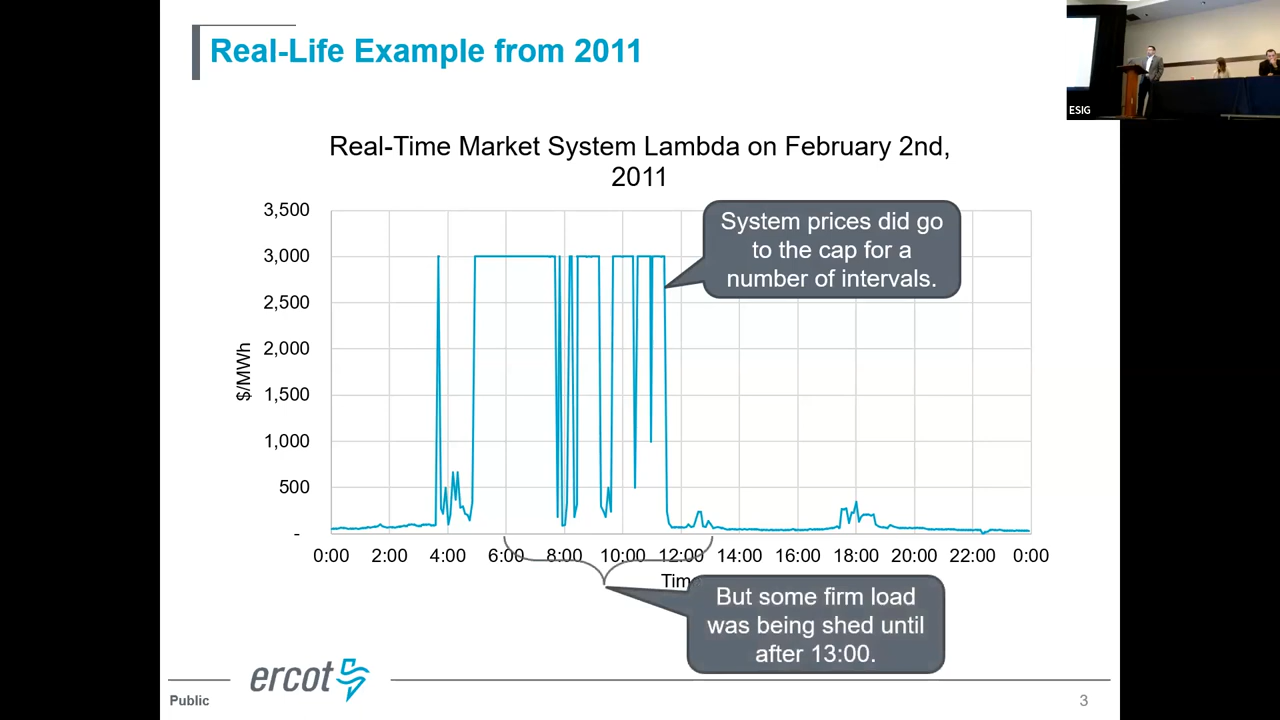 Real-Life Example from 2011
ESIG
Real-Time Market System Lambda on February 2nd,
2011
System prices did go
to the cap for a
number of intervals.
3,500
3,000
2,500
2,000
1,500
1,000
500
-
$/MWh
0:00 2:00 4:00 6:00 8:00 10:00 12:00 14:00 16:00 18:00 20:00 22:00 0:00
Time
But some firm load
was being shed until
after 13:00.
ercot
Public
3